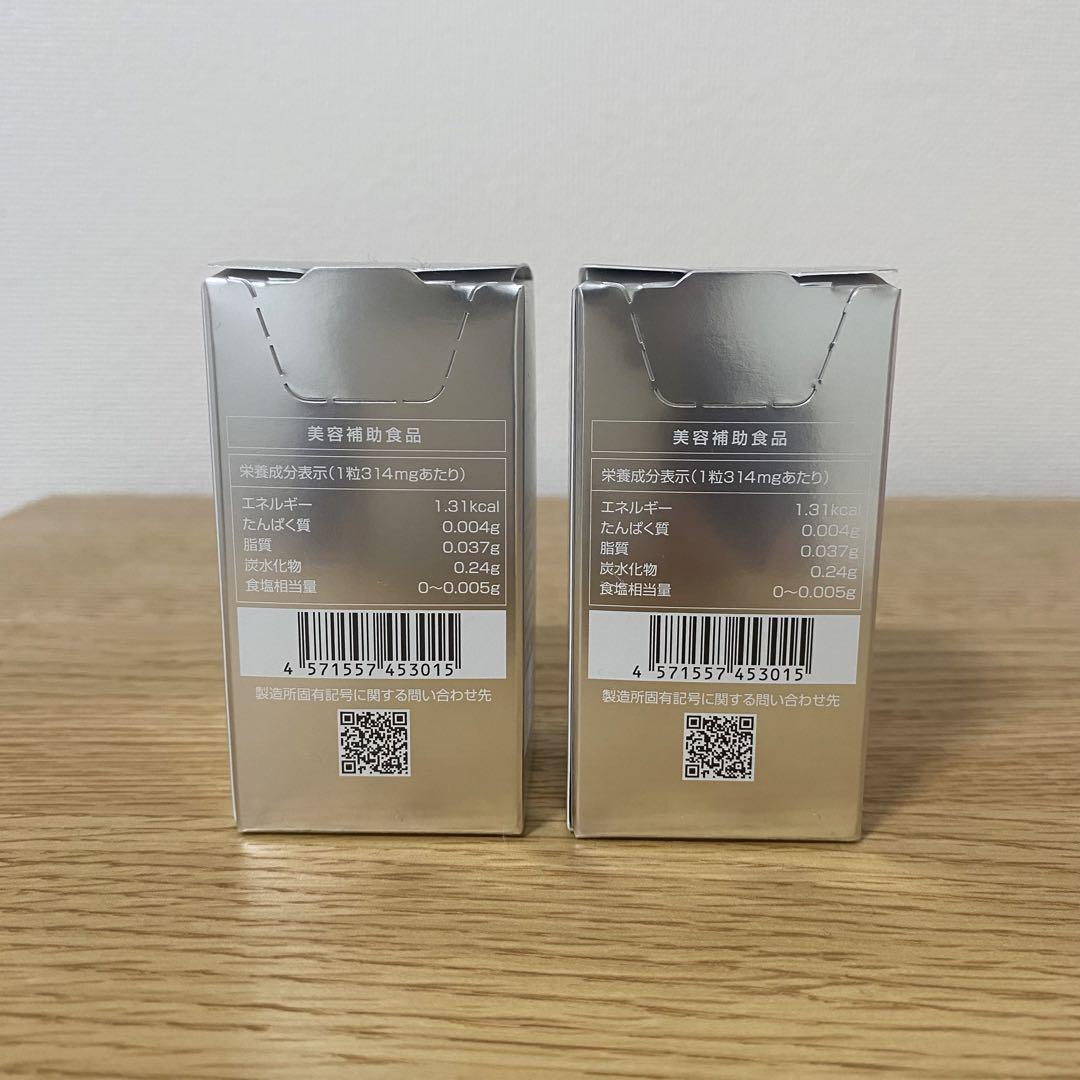 美容補助食品
栄養成分表示(1粒314mgあたり)
エネルギー 1.31kcal
たんぱく質 0.004g
脂質 0.037g
炭水化物 0.24g
食塩相当量 0〜0.005g
4 571557 453015
製造所固有記号に関する問い合わせ先
美容補助食品
栄養成分表示(1粒314mgあたり)
エネルギー 1.31kcal
たんぱく質 0.004g
脂質 0.037g
炭水化物 0.24g
食塩相当量 0〜0.005g
4 571557 453015
製造所固有記号に関する問い合わせ先